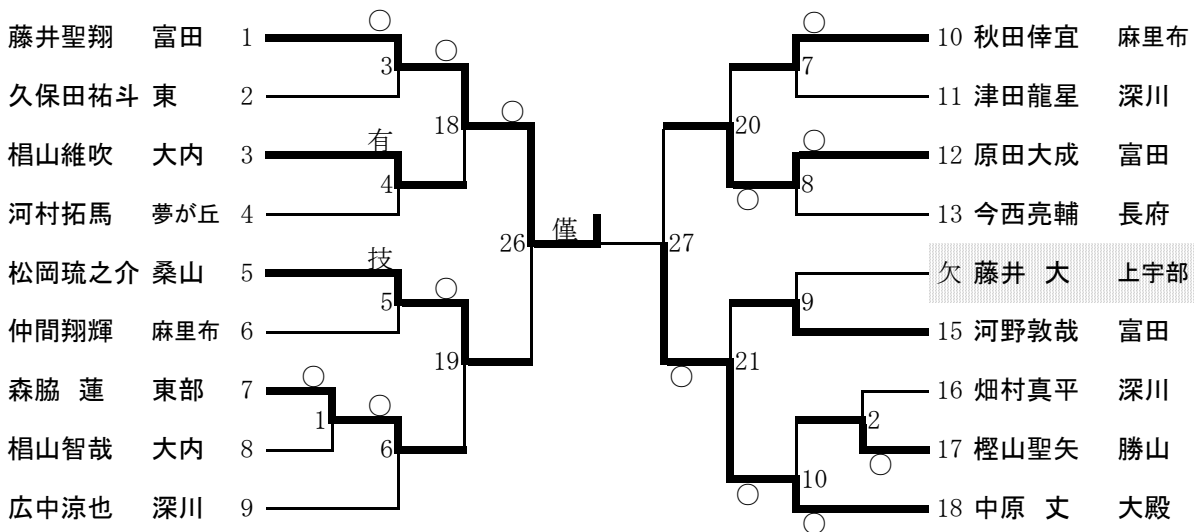 藤井聖翔 富田 1
久保田祐斗 東 2
椙山維吹 大内 3
河村拓馬 夢が丘 4
松岡琉之介 桑山 5
仲間翔輝 麻里布 6
森脇 蓮 東部 7
椙山智哉 大内 8
広中涼也 深川 9
○
3
○
18
○
有
4
26
技
5
○
19
○
1
○
6
僅
27
○
7
20
○
8
○
9
21
○
2
○
10
○
○
10 秋田倖宜 麻里布
11 津田龍星 深川
12 原田大成 富田
13 今西亮輔 長府
欠 藤井 大 上宇部
15 河野敦哉 富田
16 畑村真平 深川
17 樫山聖矢 勝山
18 中原 丈 大殿